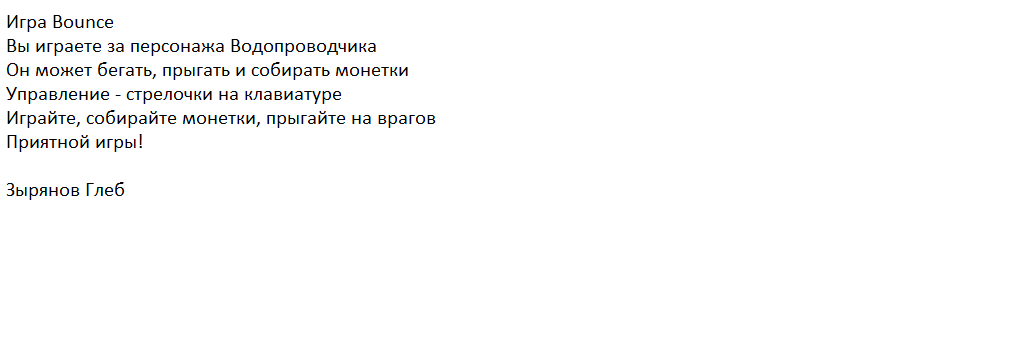 Игра Bounce
Вы играете за персонажа Водопроводчика
Он может бегать, прыгать и собирать монетки
Управление - стрелочки на клавиатуре
Играйте, собирайте монетки, прыгайте на врагов
Приятной игры!
Зырянов Глеб